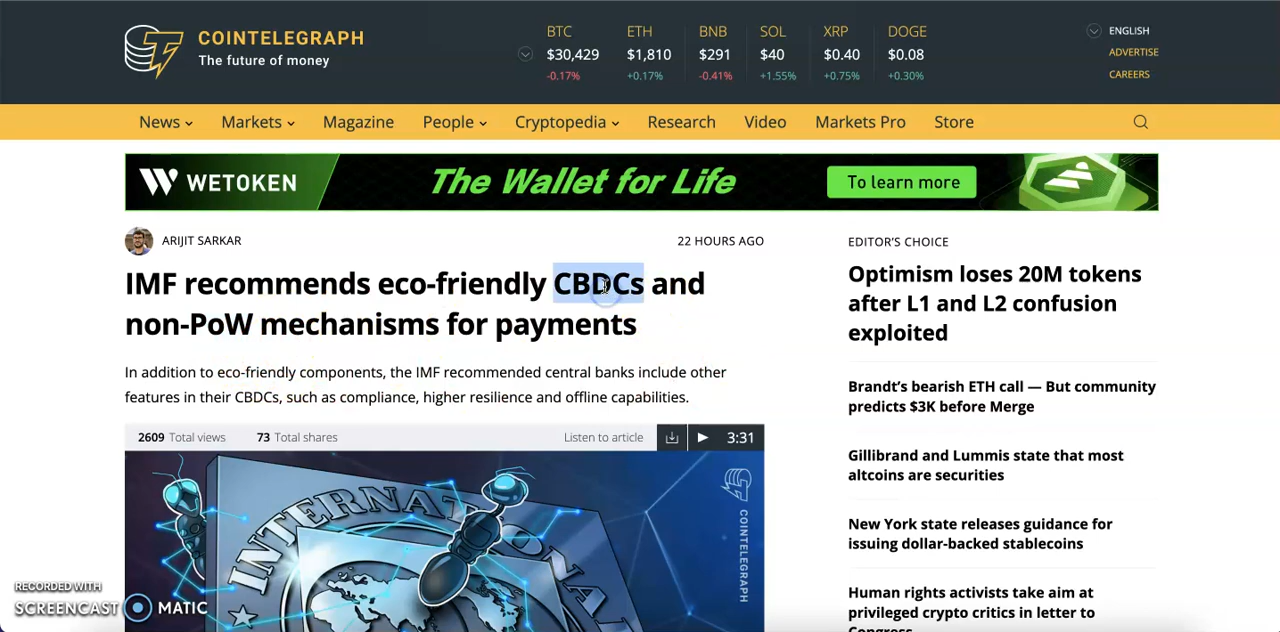 COINTELEGRAPH
The future of money
BTC ETH BNB SOL XRP DOGE
$30,429 $1,810 $291 $40 $0.40 $0.08
-0.17% +0.17% -0.41% +1.55% +0.75% +0.30%
ENGLISH
ADVERTISE
CAREERS
News Markets Magazine People Cryptopedia Research Video Markets Pro Store
WETOKEN The Wallet for Life To learn more
ARIJIT SARKAR 22 HOURS AGO
IMF recommends eco-friendly CBDCs and
non-PoW mechanisms for payments
In addition to eco-friendly components, the IMF recommended central banks include other
features in their CBDCs, such as compliance, higher resilience and offline capabilities.
2609 Total views 73 Total shares Listen to article 3:31
INTERNATIONA
COINTELEGRAPH
EDITOR'S CHOICE
Optimism loses 20M tokens
after L1 and L2 confusion
exploited
Brandt's bearish ETH call — But community
predicts $3K before Merge
Gillibrand and Lummis state that most
altcoins are securities
New York state releases guidance for
issuing dollar-backed stablecoins
Human rights activists take aim at
privileged crypto critics in letter to
Congress
RECORDED WITH
SCREENCAST MATIC